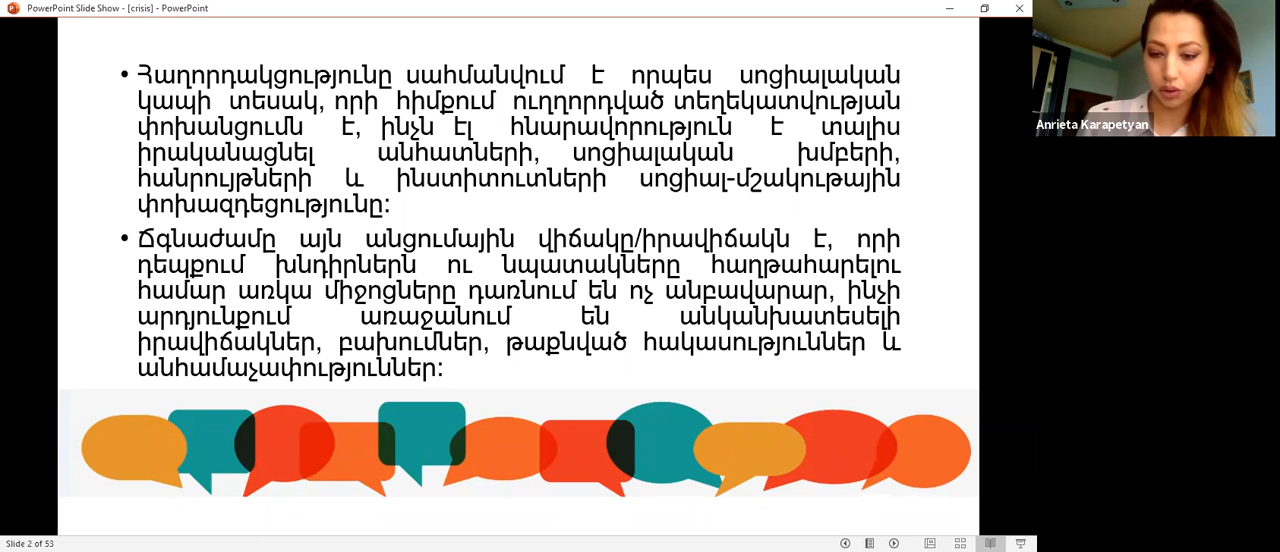 PowerPoint Slide Show - [crisis] - PowerPoint
• Հաղորդակցությունը սահմանվում է որպես սոցիալական
կապի տեսակ, որի հիմքում ուղղորդված տեղեկատվության
փոխանցումն է, ինչն էլ հնարավորություն է տալիս
իրականացնել անհատների, սոցիալական խմբերի,
հանրույթների և ինստիտուտների սոցիալ-մշակութային
փոխազդեցությունը:
• Ճգնաժամը այն անցումային վիճակը/իրավիճակն է, որի
դեպքում խնդիրներն ու նպատակները հաղթահարելու
համար առկա միջոցները դառնում են ոչ անբավարար, ինչի
արդյունքում առաջանում են անկանխատեսելի
իրավիճակներ, բախումներ, թաքնված հակասություններ և
անհամաչափություններ:
Anrieta Karapetyan
Slide 2 of 53